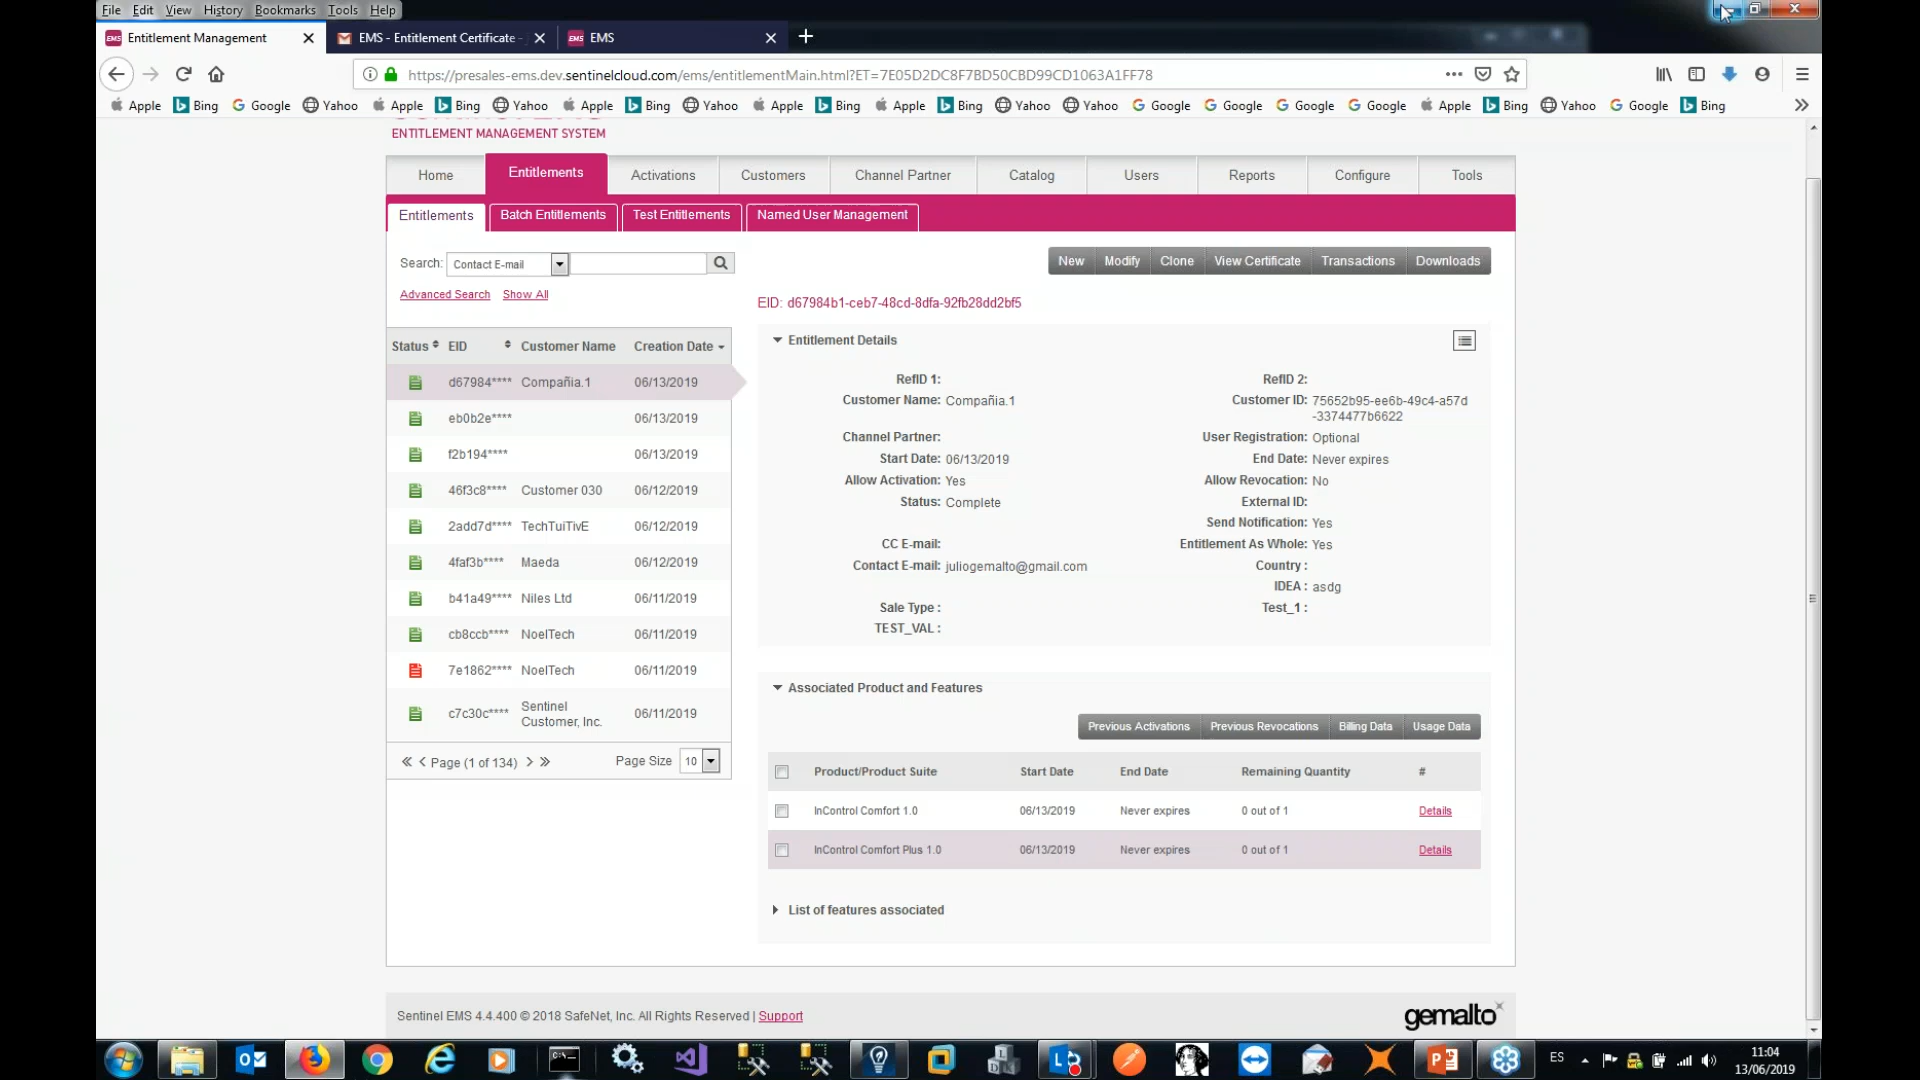 File Edit View History Bookmarks Tools Help
Entitlement Management
EMS - Entitlement Certificate -
EMS
https://presales-ems.dev.sentinelcloud.com/ems/entitlementMain.html?ET=7E05D2DC8F7BD50CBD99CD1063A1FF78
Apple Bing Google Yahoo Apple Bing Yahoo Apple Bing Yahoo Apple Bing Apple Bing Yahoo Yahoo Google Google Google Google Apple Bing Yahoo Google Bing
ENTITLEMENT MANAGEMENT SYSTEM
Home Entitlements Activations Customers Channel Partner Catalog Users Reports Configure Tools
Entitlements Batch Entitlements Test Entitlements Named User Management
Search: Contact E-mail
New Modify Clone View Certificate Transactions Downloads
Advanced Search Show All
EID: d67984b1-ceb7-48cd-8dfa-92fb28dd2bf5
Status EID Customer Name Creation Date
d67984**** Compañia.1 06/13/2019
eb0b2e**** 06/13/2019
f2b194**** 06/13/2019
46f3c8**** Customer 030 06/12/2019
2add7d**** TechTuiTivE 06/12/2019
4faf3b**** Maeda 06/12/2019
b41a49**** Niles Ltd 06/11/2019
cb8ccb**** NoelTech 06/11/2019
7e1862**** NoelTech 06/11/2019
c7c30c**** Sentinel Customer, Inc. 06/11/2019
Page (1 of 134) Page Size 10
Entitlement Details
RefID 1: RefID 2:
Customer Name: Compañia.1 Customer ID: 75652b95-ee6b-49c4-a57d
-3374477b6622
Channel Partner: User Registration: Optional
Start Date: 06/13/2019 End Date: Never expires
Allow Activation: Yes Allow Revocation: No
Status: Complete External ID:
Send Notification: Yes
CC E-mail: Entitlement As Whole: Yes
Contact E-mail: juliogemalto@gmail.com Country :
IDEA : asdg
Sale Type : Test_1 :
TEST_VAL :
Associated Product and Features
Previous Activations Previous Revocations Billing Data Usage Data
Product/Product Suite Start Date End Date Remaining Quantity #
InControl Comfort 1.0 06/13/2019 Never expires 0 out of 1 Details
InControl Comfort Plus 1.0 06/13/2019 Never expires 0 out of 1 Details
List of features associated
Sentinel EMS 4.4.400 © 2018 SafeNet, Inc. All Rights Reserved | Support
gemalto
ES
11:04
13/06/2019